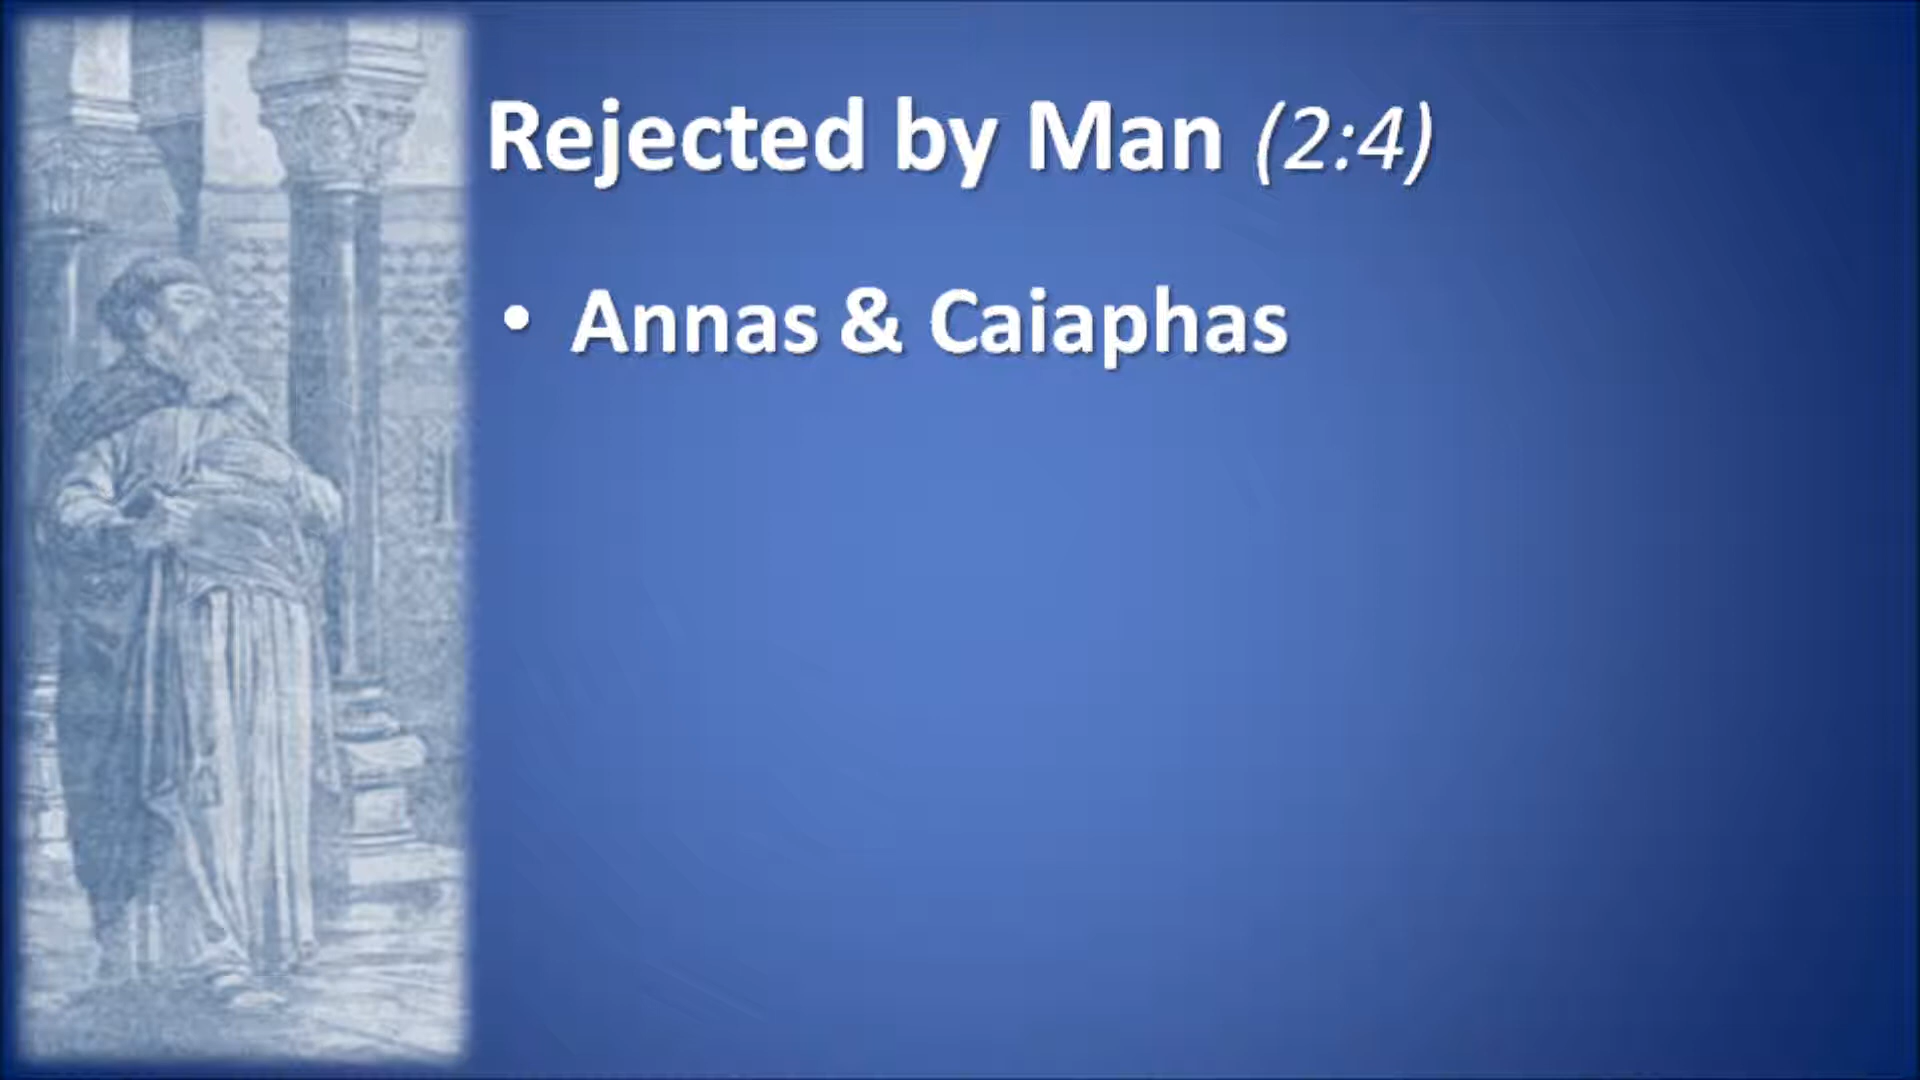 Rejected by Man (2:4)
• Annas & Caiaphas